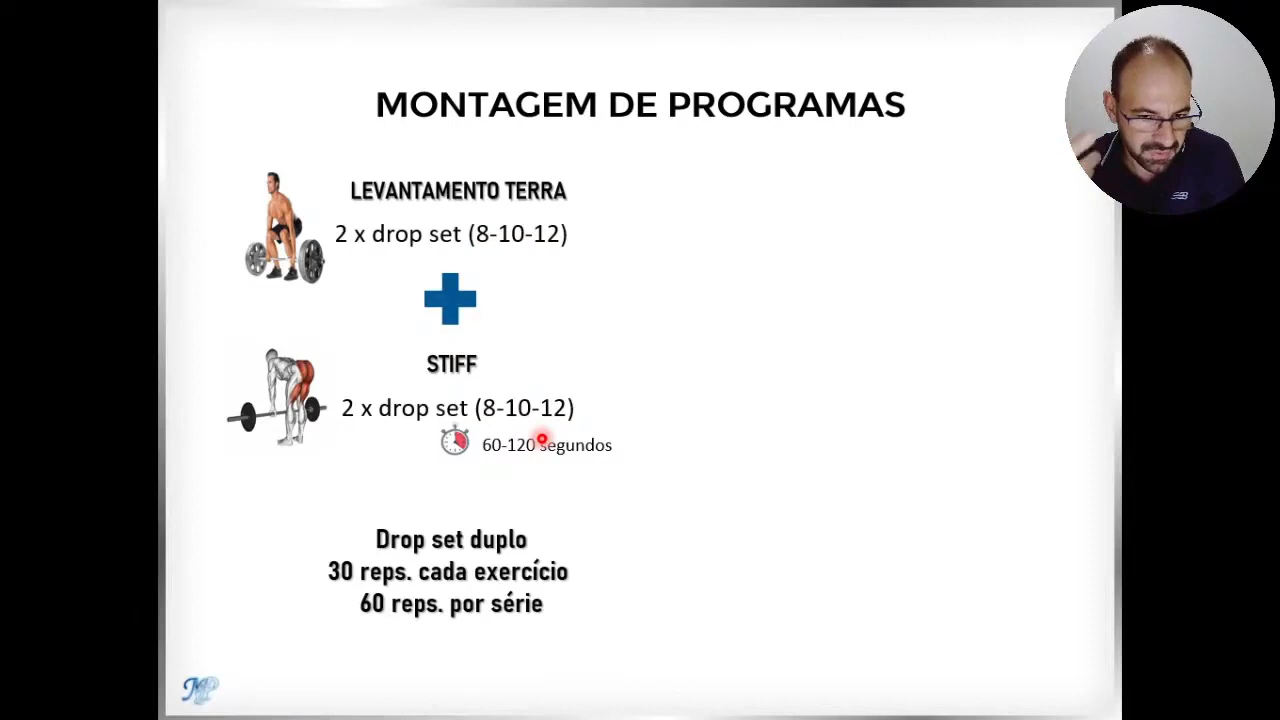 MONTAGEM DE PROGRAMAS
LEVANTAMENTO TERRA
2 x drop set (8-10-12)
STIFF
2 x drop set (8-10-12)
60-120 segundos
Drop set duplo
30 reps. cada exercício
60 reps. por série